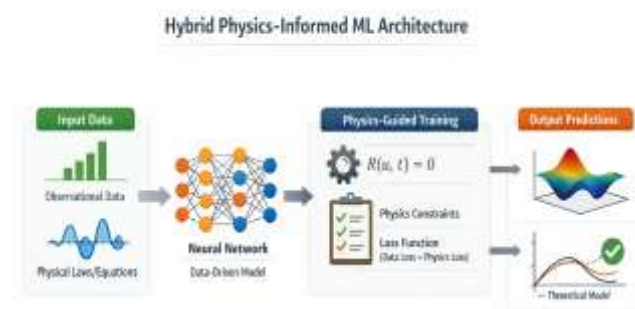 Hybrid Physics-Informed ML Architecture
Input Data
Observational Data
Physical Laws/Equations
Neural Network
Data-Driven Model
Physics-Guided Training
R(u, t) = 0
Physics Constraints
Loss Function
(Data Loss + Physics Loss)
Output Predictions
— Theoretical Model